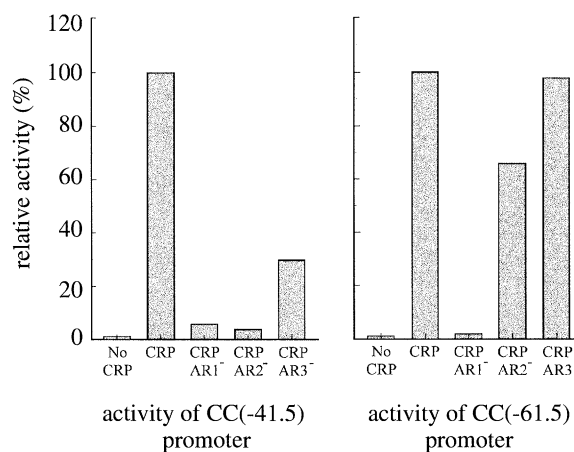 relative activity (%)
120
100
80
60
40
20
0
No CRP
CRP
CRP AR1⁻
CRP AR2⁻
CRP AR3⁻
activity of CC(-41.5)
promoter
No CRP
CRP
CRP AR1⁻
CRP AR2⁻
CRP AR3
activity of CC(-61.5)
promoter